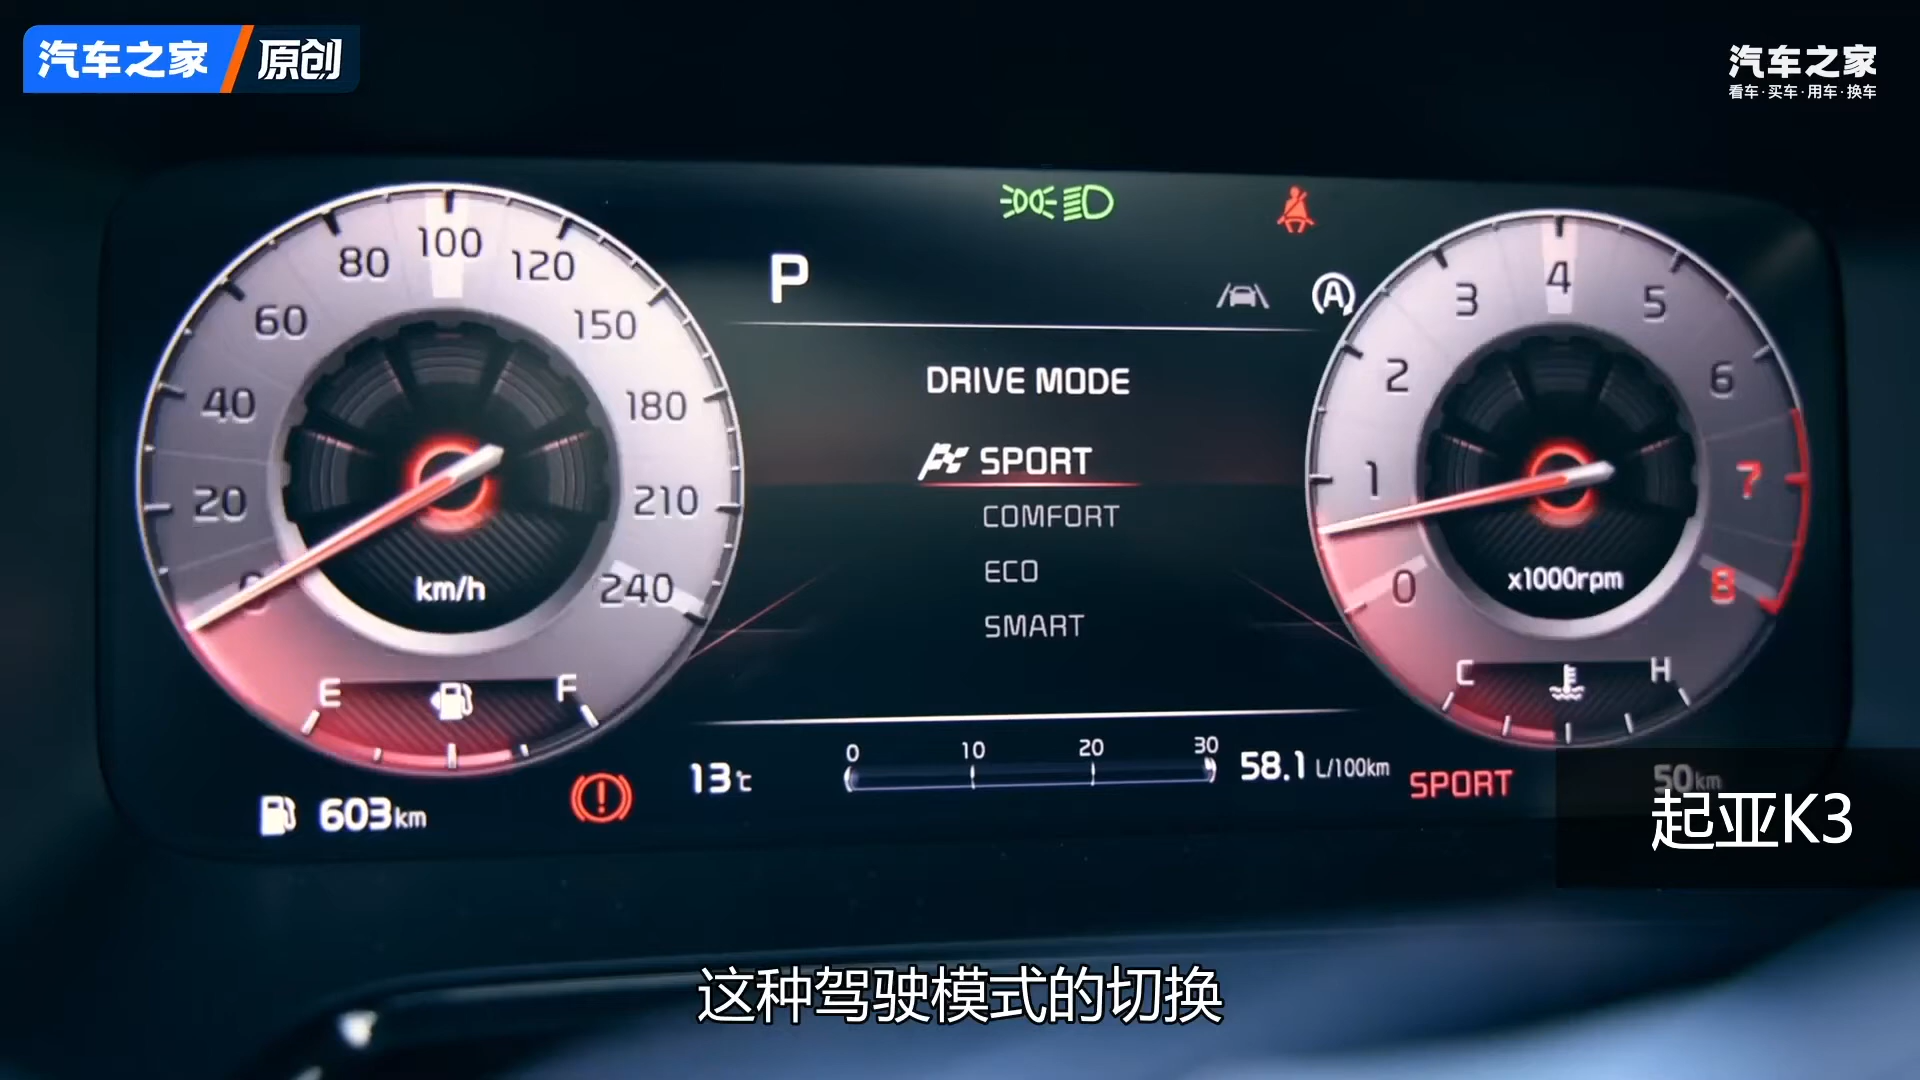 汽车之家 原创
汽车之家
看车·买车·用车·换车
0 20 40 60 80 100 120 150 180 210 240
km/h
E F
P
A
DRIVE MODE
SPORT
COMFORT
ECO
SMART
0 1 2 3 4 5 6 7 8
x1000rpm
C H
603km
13℃
0 10 20 30
58.1 L/100km
SPORT
50km
起亚K3
这种驾驶模式的切换